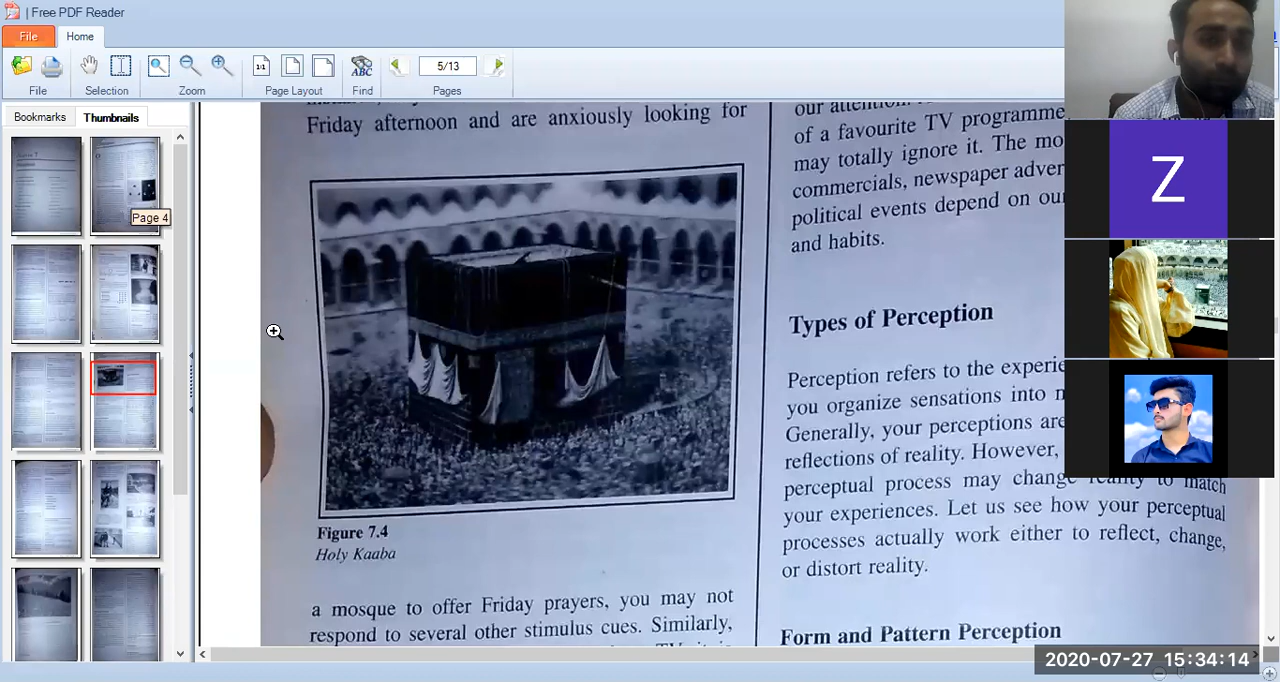 | Free PDF Reader
File
Home
File
Selection
Zoom
1:1
Page Layout
ABC
Find
5/13
Pages
Bookmarks
Thumbnails
Page 4
Friday afternoon and are anxiously looking for
Figure 7.4
Holy Kaaba
a mosque to offer Friday prayers, you may not
respond to several other stimulus cues. Similarly,
our attention.
of a favourite TV programme
may totally ignore it. The
commercials, newspaper
political events depend on
and habits.
Types of Perception
Perception refers to the
you organize sensations into
Generally, your perceptions are
reflections of reality. However,
perceptual process may change reality to match
your experiences. Let us see how your perceptual
processes actually work either to reflect, change,
or distort reality.
Form and Pattern Perception
Z
2020-07-27 15:34:14